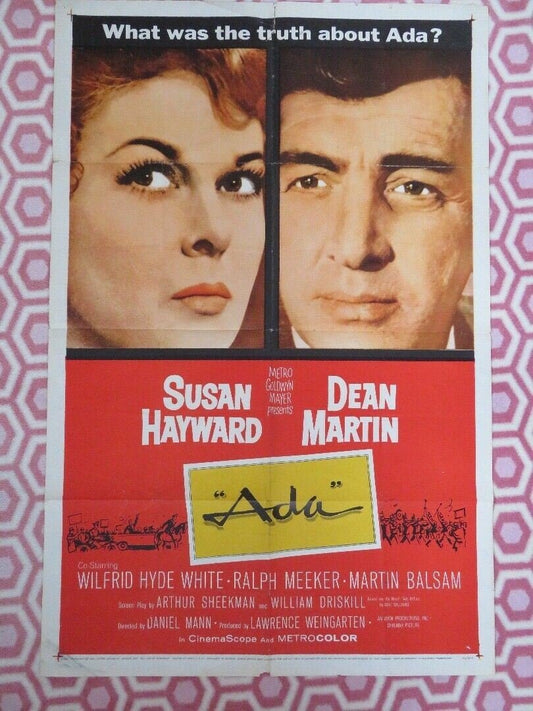 What was the truth about Ada?
METRO
GOLDWYN
MAYER
presents
SUSAN
HAYWARD
DEAN
MARTIN
"Ada"
Co-Starring
WILFRID HYDE WHITE · RALPH MEEKER · MARTIN BALSAM
Screen Play by ARTHUR SHEEKMAN and WILLIAM DRISKILL
Directed by DANIEL MANN · Produced by LAWRENCE WEINGARTEN
In CinemaScope And METROCOLOR